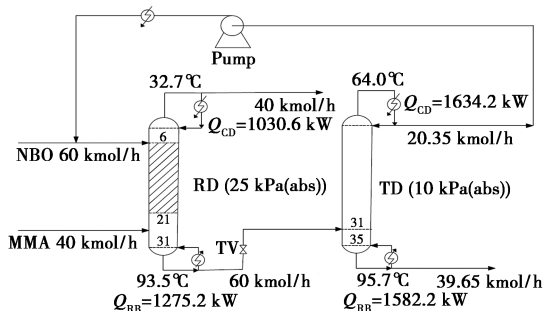 Pump
32.7℃
40 kmol/h
Q_CD=1030.6 kW
64.0℃
Q_CD=1634.2 kW
20.35 kmol/h
6
NBO 60 kmol/h
RD (25 kPa(abs))
TD (10 kPa(abs))
21
MMA 40 kmol/h
31
TV
31
35
93.5℃
60 kmol/h
Q_RB=1275.2 kW
95.7℃
39.65 kmol/h
Q_RB=1582.2 kW